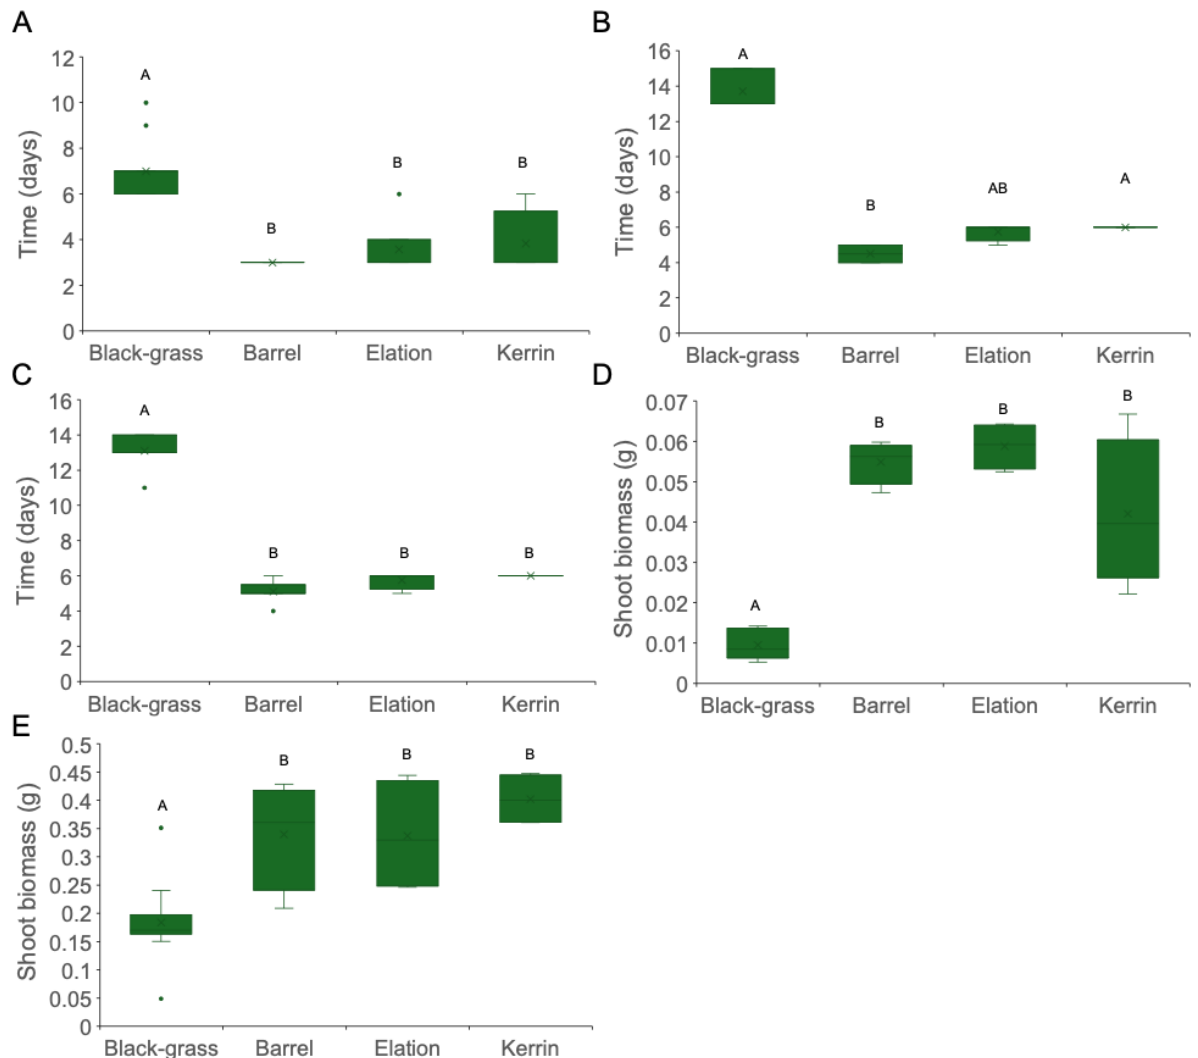 A
12
10
8
6
4
2
0
Time (days)
A
B
B
B
Black-grass
Barrel
Elation
Kerrin
B
16
14
12
10
8
6
4
2
0
Time (days)
A
B
AB
A
Black-grass
Barrel
Elation
Kerrin
C
16
14
12
10
8
6
4
2
0
Time (days)
A
B
B
B
Black-grass
Barrel
Elation
Kerrin
D
0.07
0.06
0.05
0.04
0.03
0.02
0.01
0
Shoot biomass (g)
A
B
B
B
Black-grass
Barrel
Elation
Kerrin
E
0.5
0.45
0.4
0.35
0.3
0.25
0.2
0.15
0.1
0.05
0
Shoot biomass (g)
A
B
B
B
Black-grass
Barrel
Elation
Kerrin